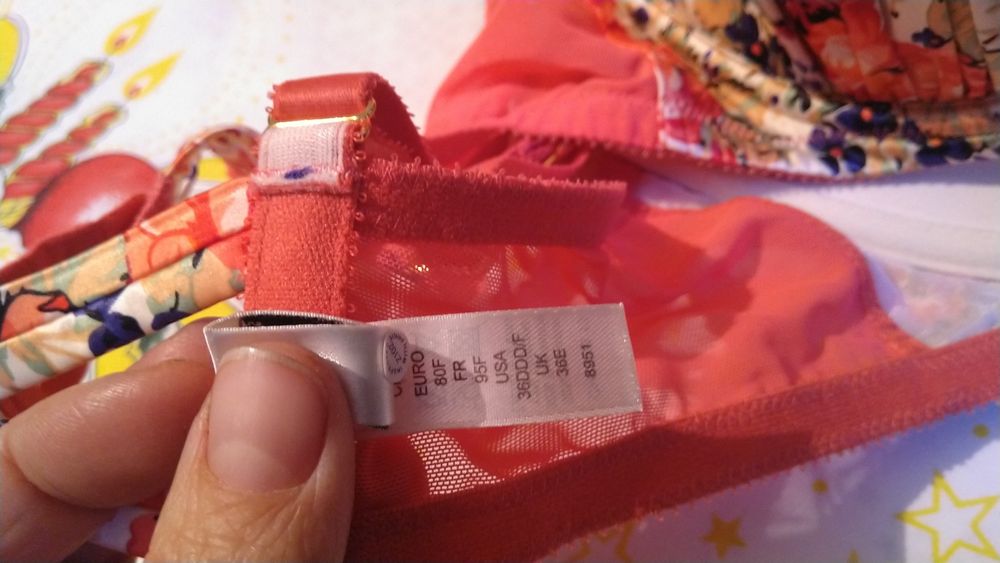 EURO
80F
FR
95F
USA
36DDD/F
UK
36E
8951